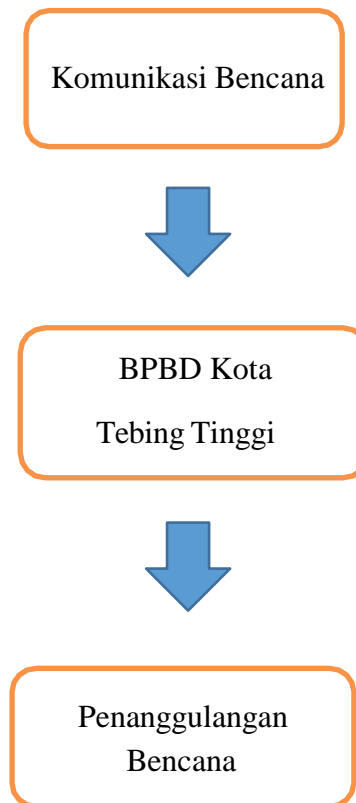 Komunikasi Bencana
BPBD Kota
Tebing Tinggi
Penanggulangan
Bencana